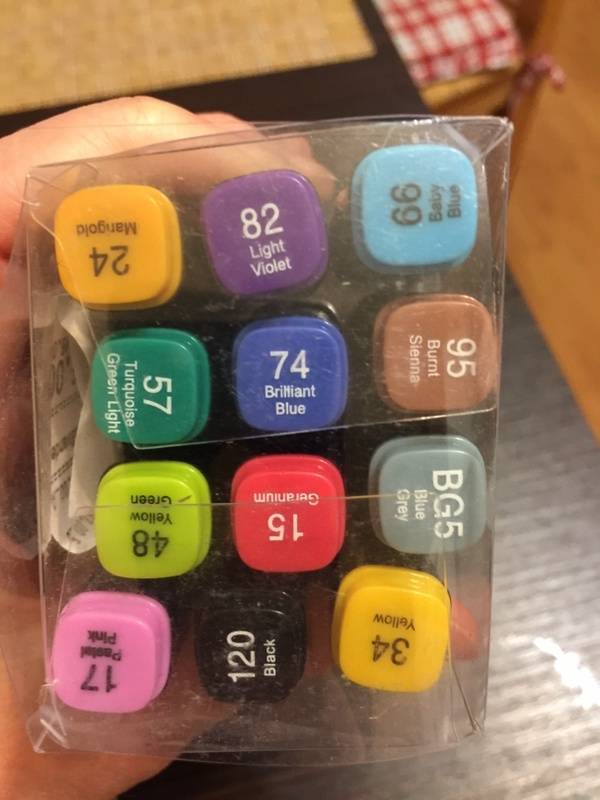 24
Marigold
82
Light
Violet
66
Baby
Blue
57
Turquoise
Green Light
74
Brilliant
Blue
95
Burnt
Sienna
48
Yellow
Green
15
Geranium
BG5
Blue
Grey
17
Pastel
Pink
120
Black
34
Yellow